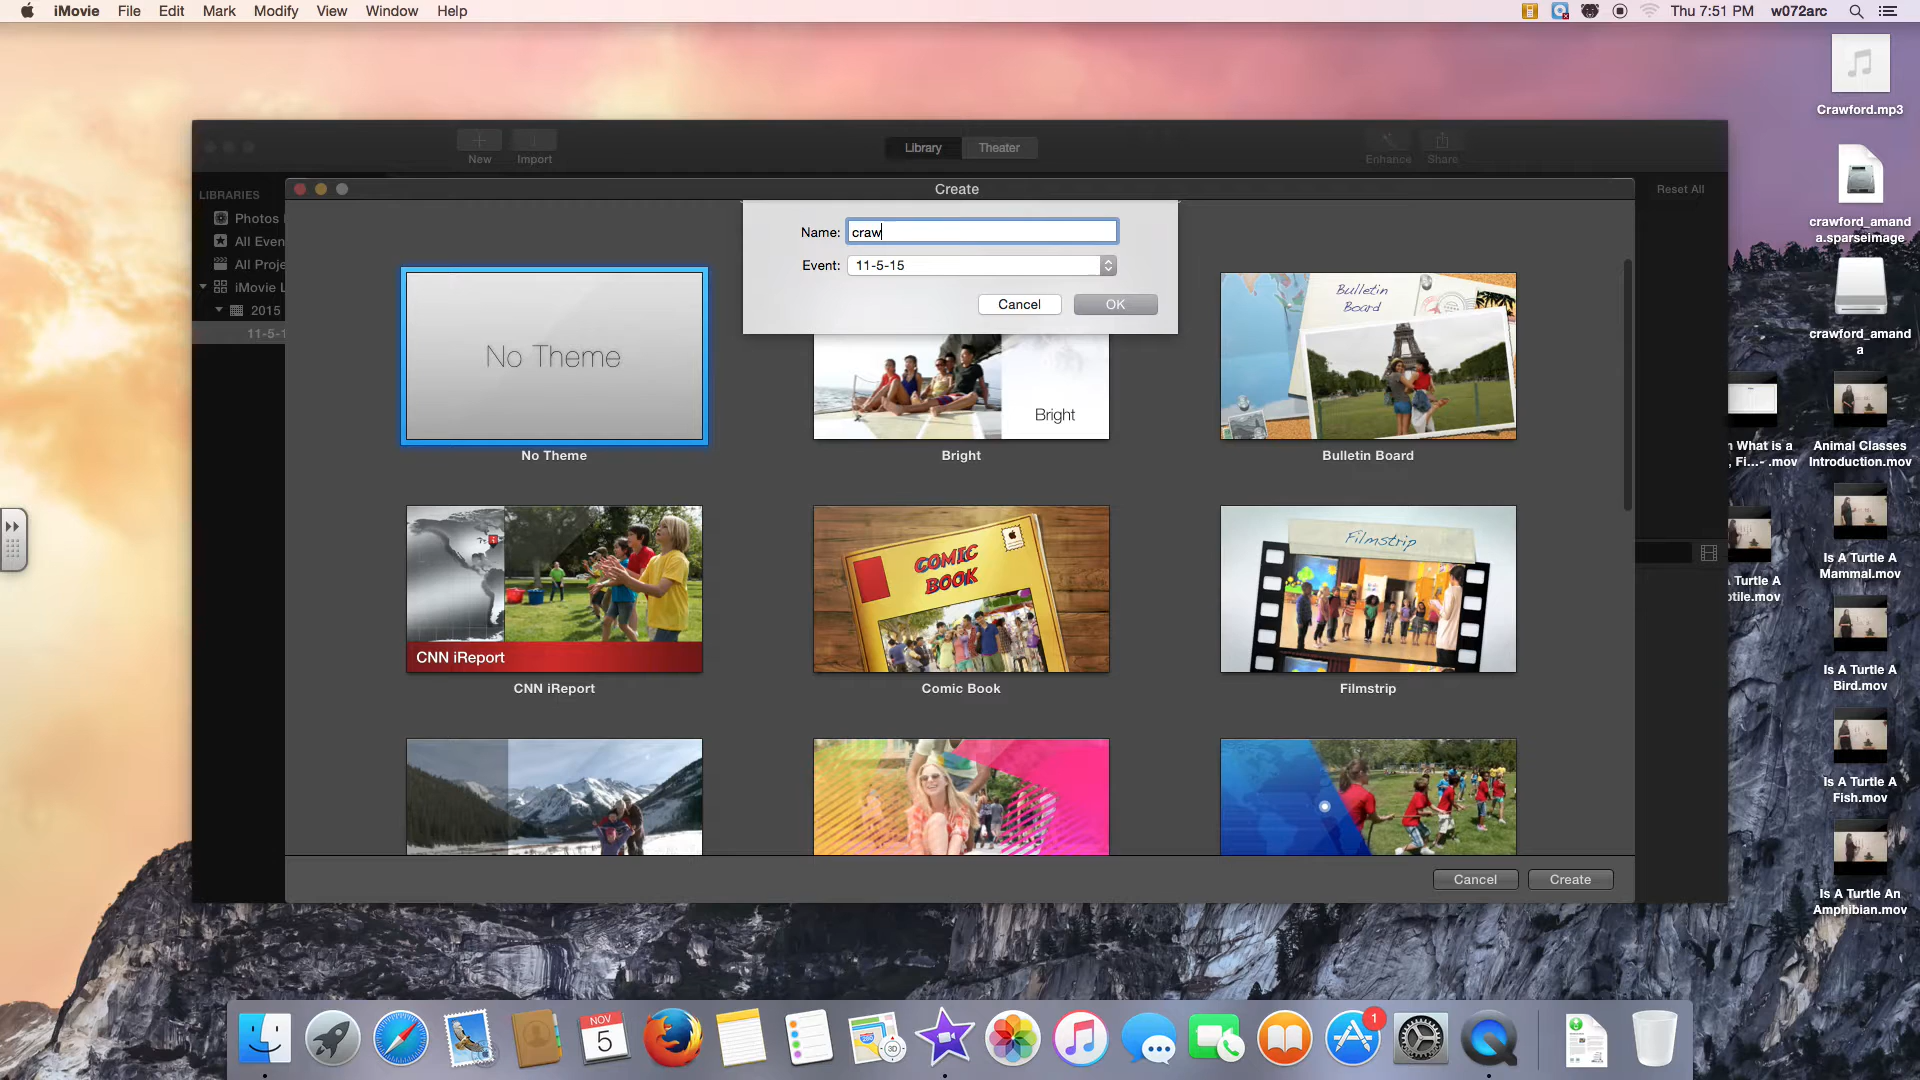 iMovie File Edit Mark Modify View Window Help
Thu 7:51 PM w072arc
Crawford.mp3
New Import
Library Theater
Enhance Share
LIBRARIES
Create
Reset All
Photos
All Even
All Proje
iMovie L
2015
11-5-1
Name: craw
Event: 11-5-15
Cancel OK
No Theme
No Theme
Bright
Bright
Bulletin
Board
Bulletin Board
crawford_amand
a.sparseimage
crawford_amand
a
What is a
, Fi...- .mov
Animal Classes
Introduction.mov
CNN iReport
CNN iReport
COMIC
BOOK
Comic Book
Filmstrip
Filmstrip
Is A Turtle A
Mammal.mov
Turtle A
otile.mov
Is A Turtle A
Bird.mov
Is A Turtle A
Fish.mov
Is A Turtle An
Amphibian.mov
Cancel Create
NOV
5
3D
1